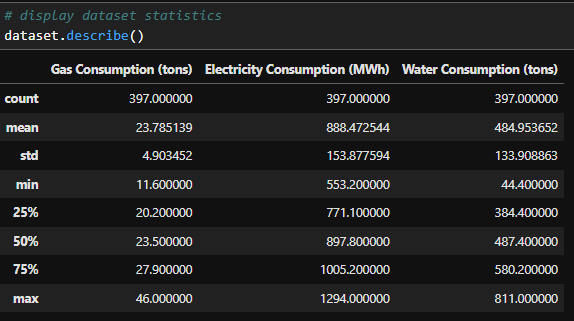 # display dataset statistics
dataset.describe()
Gas Consumption (tons) Electricity Consumption (MWh) Water Consumption (tons)
count 397.000000 397.000000 397.000000
mean 23.785139 888.472544 484.953652
std 4.903452 153.877594 133.908863
min 11.600000 553.200000 44.400000
25% 20.200000 771.100000 384.400000
50% 23.500000 897.800000 487.400000
75% 27.900000 1005.200000 580.200000
max 46.000000 1294.000000 811.000000